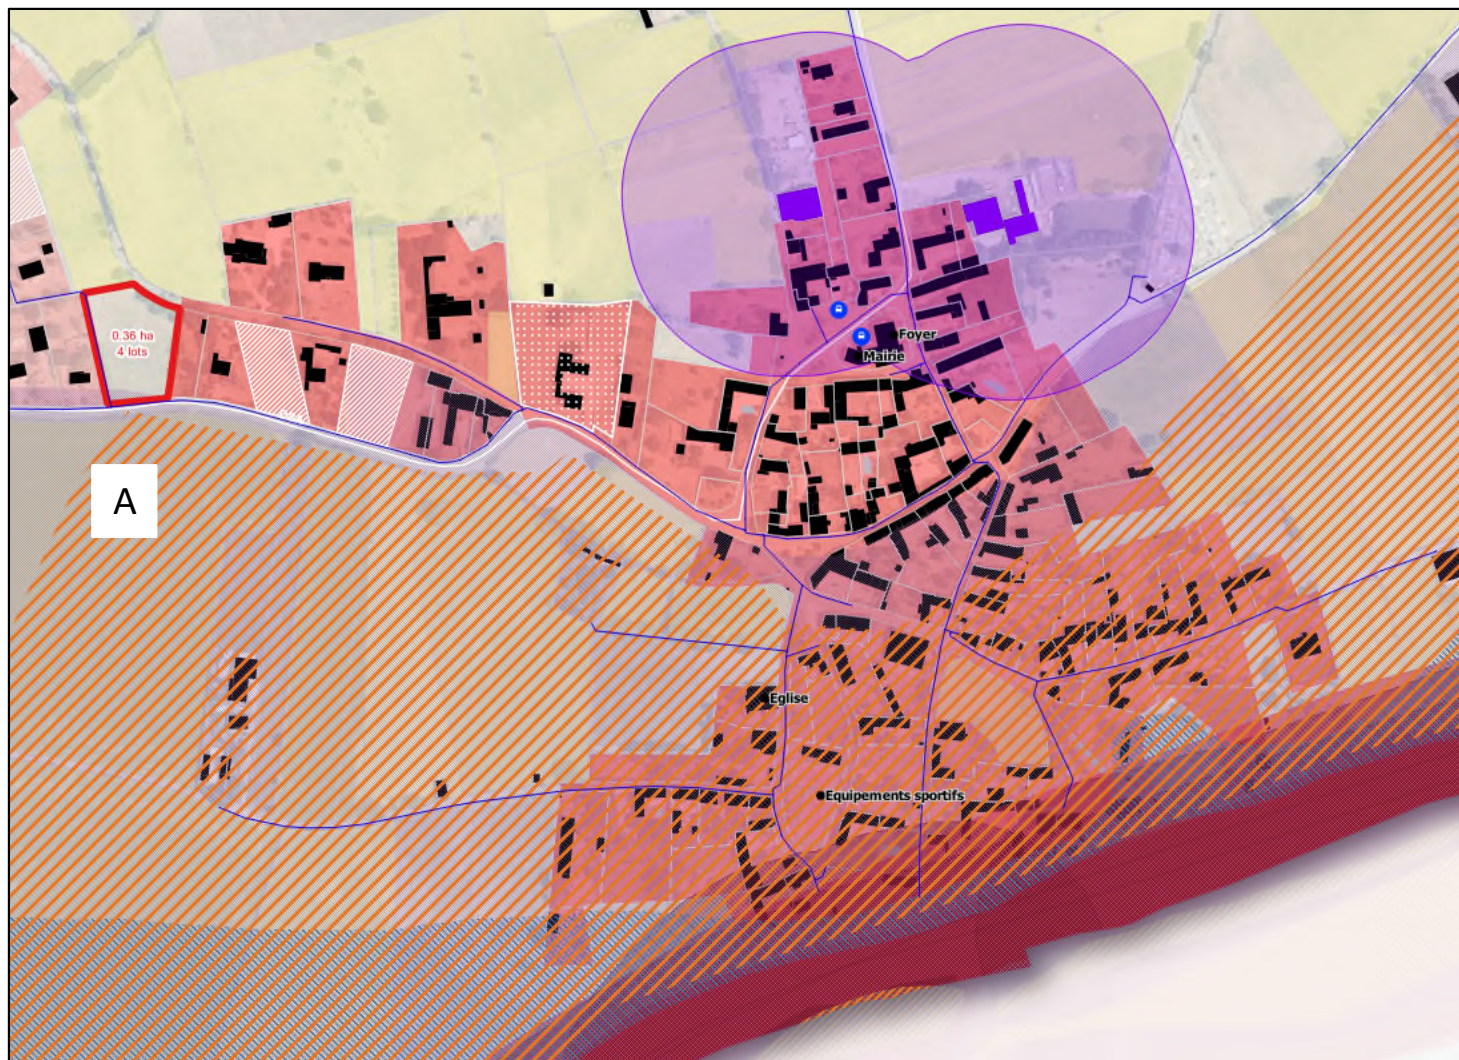 Foyer
Mairie
0.36 ha
4 lots
A
Eglise
Equipements sportifs